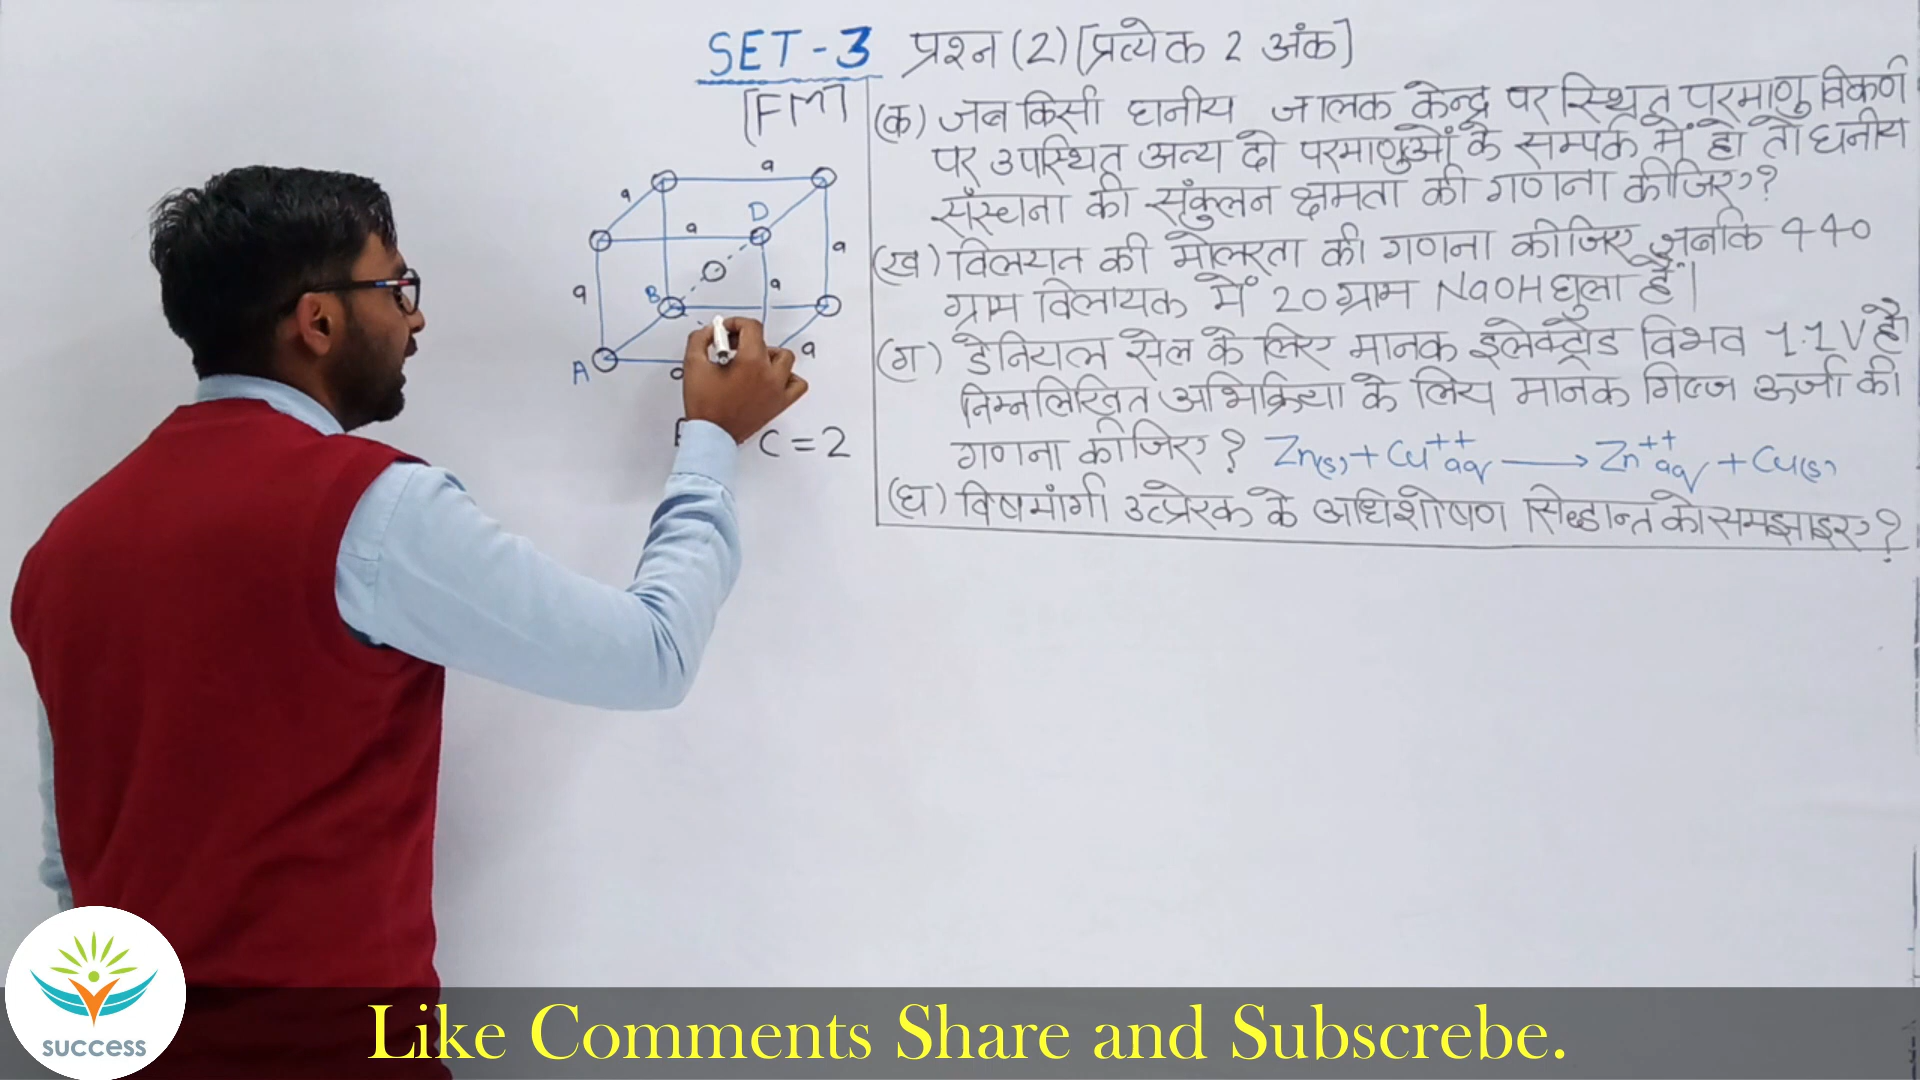 SET-3 प्रश्न (2) [प्रत्येक 2 अंक]
[FM]
(क) जब किसी घनीय जालक केन्द्र पर स्थित परमाणु विकर्ण
पर उपस्थित अन्य दो परमाणुओं के सम्पर्क में हो तो घनीय
संरचना की संकुलन क्षमता की गणना कीजिए?
(ख) विलयन की मोलरता की गणना कीजिए जबकि 440
ग्राम विलायक में 20 ग्राम NaOH घुला है।
(ग) डेनियल सेल के लिए मानक इलेक्ट्रोड विभव 1.1V है।
निम्नलिखित अभिक्रिया के लिये मानक गिब्ज ऊर्जा की
गणना कीजिए? Zn(s) + Cu++aq ⟶ Zn++aq + Cu(s)
(घ) विषमांगी उत्प्रेरक के अधिशोषण सिद्धान्त को समझाइए?
a
a
D
a
a
a
a
B
a
A
C=2
success
Like Comments Share and Subscrebe.